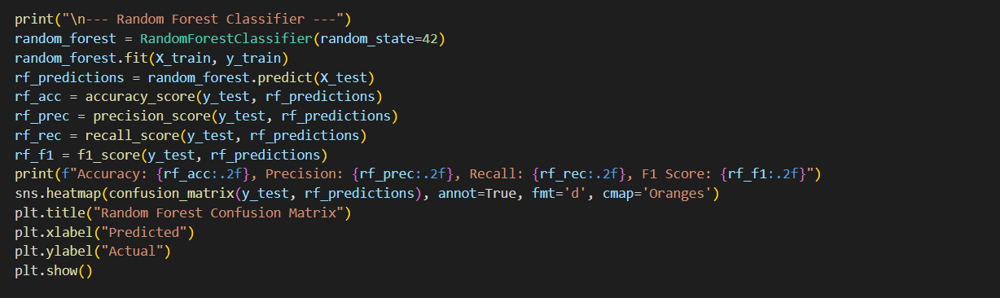 print("\n--- Random Forest Classifier ---")
random_forest = RandomForestClassifier(random_state=42)
random_forest.fit(X_train, y_train)
rf_predictions = random_forest.predict(X_test)
rf_acc = accuracy_score(y_test, rf_predictions)
rf_prec = precision_score(y_test, rf_predictions)
rf_rec = recall_score(y_test, rf_predictions)
rf_f1 = f1_score(y_test, rf_predictions)
print(f"Accuracy: {rf_acc:.2f}, Precision: {rf_prec:.2f}, Recall: {rf_rec:.2f}, F1 Score: {rf_f1:.2f}")
sns.heatmap(confusion_matrix(y_test, rf_predictions), annot=True, fmt='d', cmap='Oranges')
plt.title("Random Forest Confusion Matrix")
plt.xlabel("Predicted")
plt.ylabel("Actual")
plt.show()